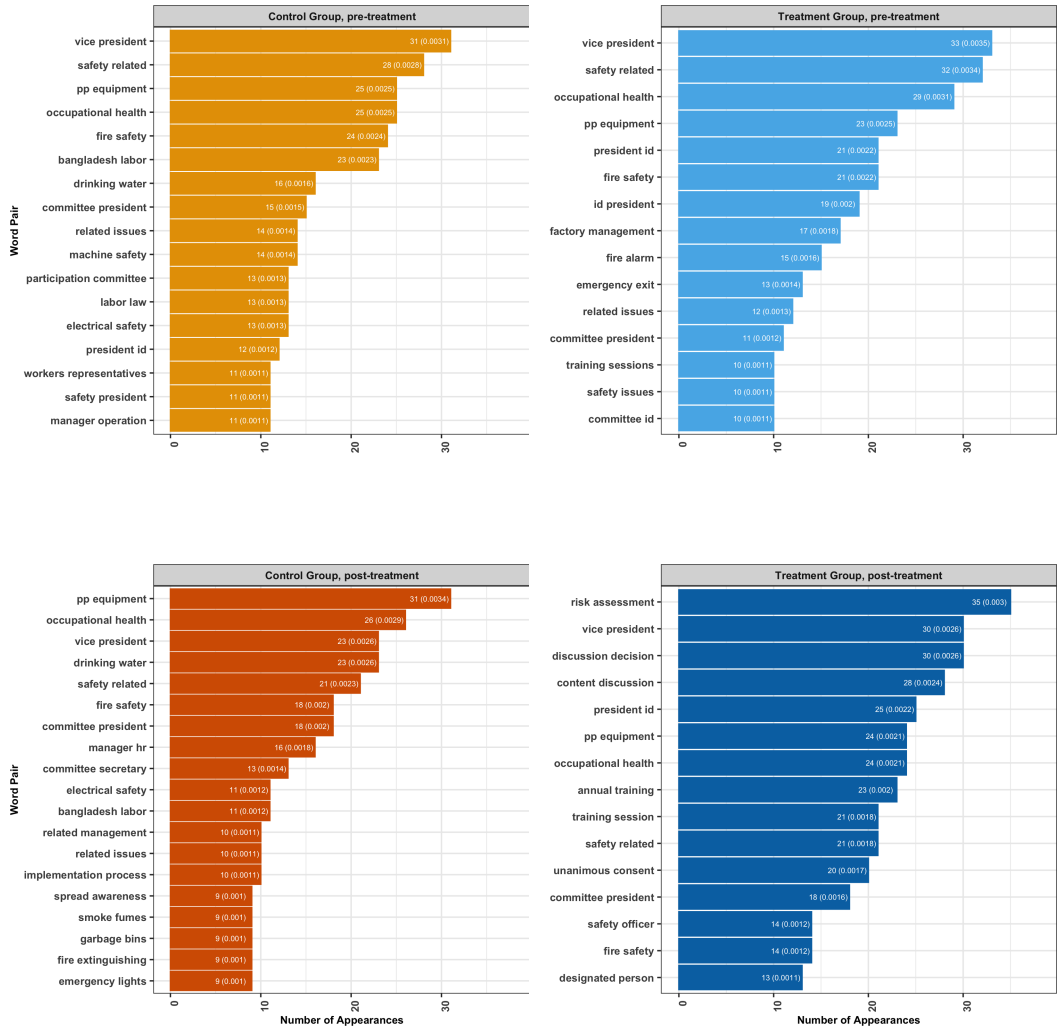 Control Group, pre-treatment
Word Pair
vice president 31 (0.0031)
safety related 28 (0.0028)
pp equipment 25 (0.0025)
occupational health 25 (0.0025)
fire safety 24 (0.0024)
bangladesh labor 23 (0.0023)
drinking water 16 (0.0016)
committee president 15 (0.0015)
related issues 14 (0.0014)
machine safety 14 (0.0014)
participation committee 13 (0.0013)
labor law 13 (0.0013)
electrical safety 13 (0.0013)
president id 12 (0.0012)
workers representatives 11 (0.0011)
safety president 11 (0.0011)
manager operation 11 (0.0011)
0 10 20 30
Treatment Group, pre-treatment
vice president 33 (0.0035)
safety related 32 (0.0034)
occupational health 29 (0.0031)
pp equipment 23 (0.0025)
president id 21 (0.0022)
fire safety 21 (0.0022)
id president 19 (0.002)
factory management 17 (0.0018)
fire alarm 15 (0.0016)
emergency exit 13 (0.0014)
related issues 12 (0.0013)
committee president 11 (0.0012)
training sessions 10 (0.0011)
safety issues 10 (0.0011)
committee id 10 (0.0011)
0 10 20 30
Control Group, post-treatment
Word Pair
pp equipment 31 (0.0034)
occupational health 26 (0.0029)
vice president 23 (0.0026)
drinking water 23 (0.0026)
safety related 21 (0.0023)
fire safety 18 (0.002)
committee president 18 (0.002)
manager hr 16 (0.0018)
committee secretary 13 (0.0014)
electrical safety 11 (0.0012)
bangladesh labor 11 (0.0012)
related management 10 (0.0011)
related issues 10 (0.0011)
implementation process 10 (0.0011)
spread awareness 9 (0.001)
smoke fumes 9 (0.001)
garbage bins 9 (0.001)
fire extinguishing 9 (0.001)
emergency lights 9 (0.001)
0 10 20 30
Number of Appearances
Treatment Group, post-treatment
risk assessment 35 (0.003)
vice president 30 (0.0026)
discussion decision 30 (0.0026)
content discussion 28 (0.0024)
president id 25 (0.0022)
pp equipment 24 (0.0021)
occupational health 24 (0.0021)
annual training 23 (0.002)
training session 21 (0.0018)
safety related 21 (0.0018)
unanimous consent 20 (0.0017)
committee president 18 (0.0016)
safety officer 14 (0.0012)
fire safety 14 (0.0012)
designated person 13 (0.0011)
0 10 20 30
Number of Appearances